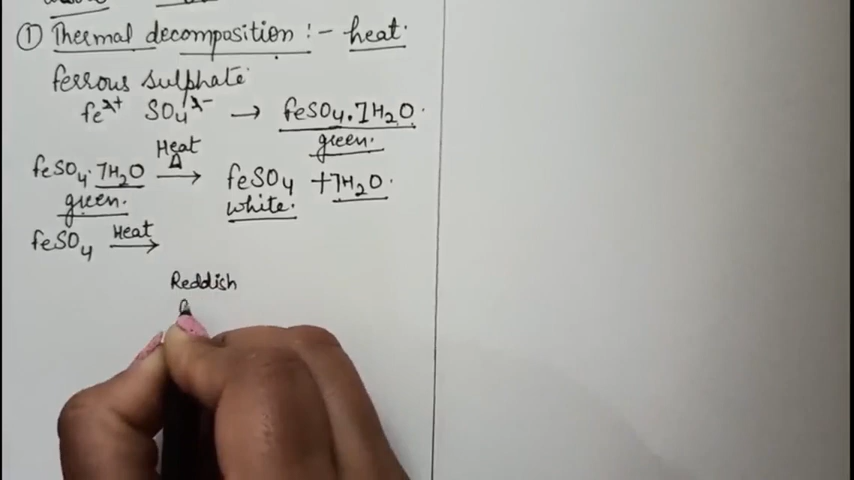 ① Thermal decomposition :- heat.
ferrous sulphate
fe²⁺ SO₄²⁻ → feSO₄.7H₂O.
green.
feSO₄.7H₂O Heat Δ → feSO₄ + 7H₂O.
green. white.
feSO₄ Heat →
Reddish